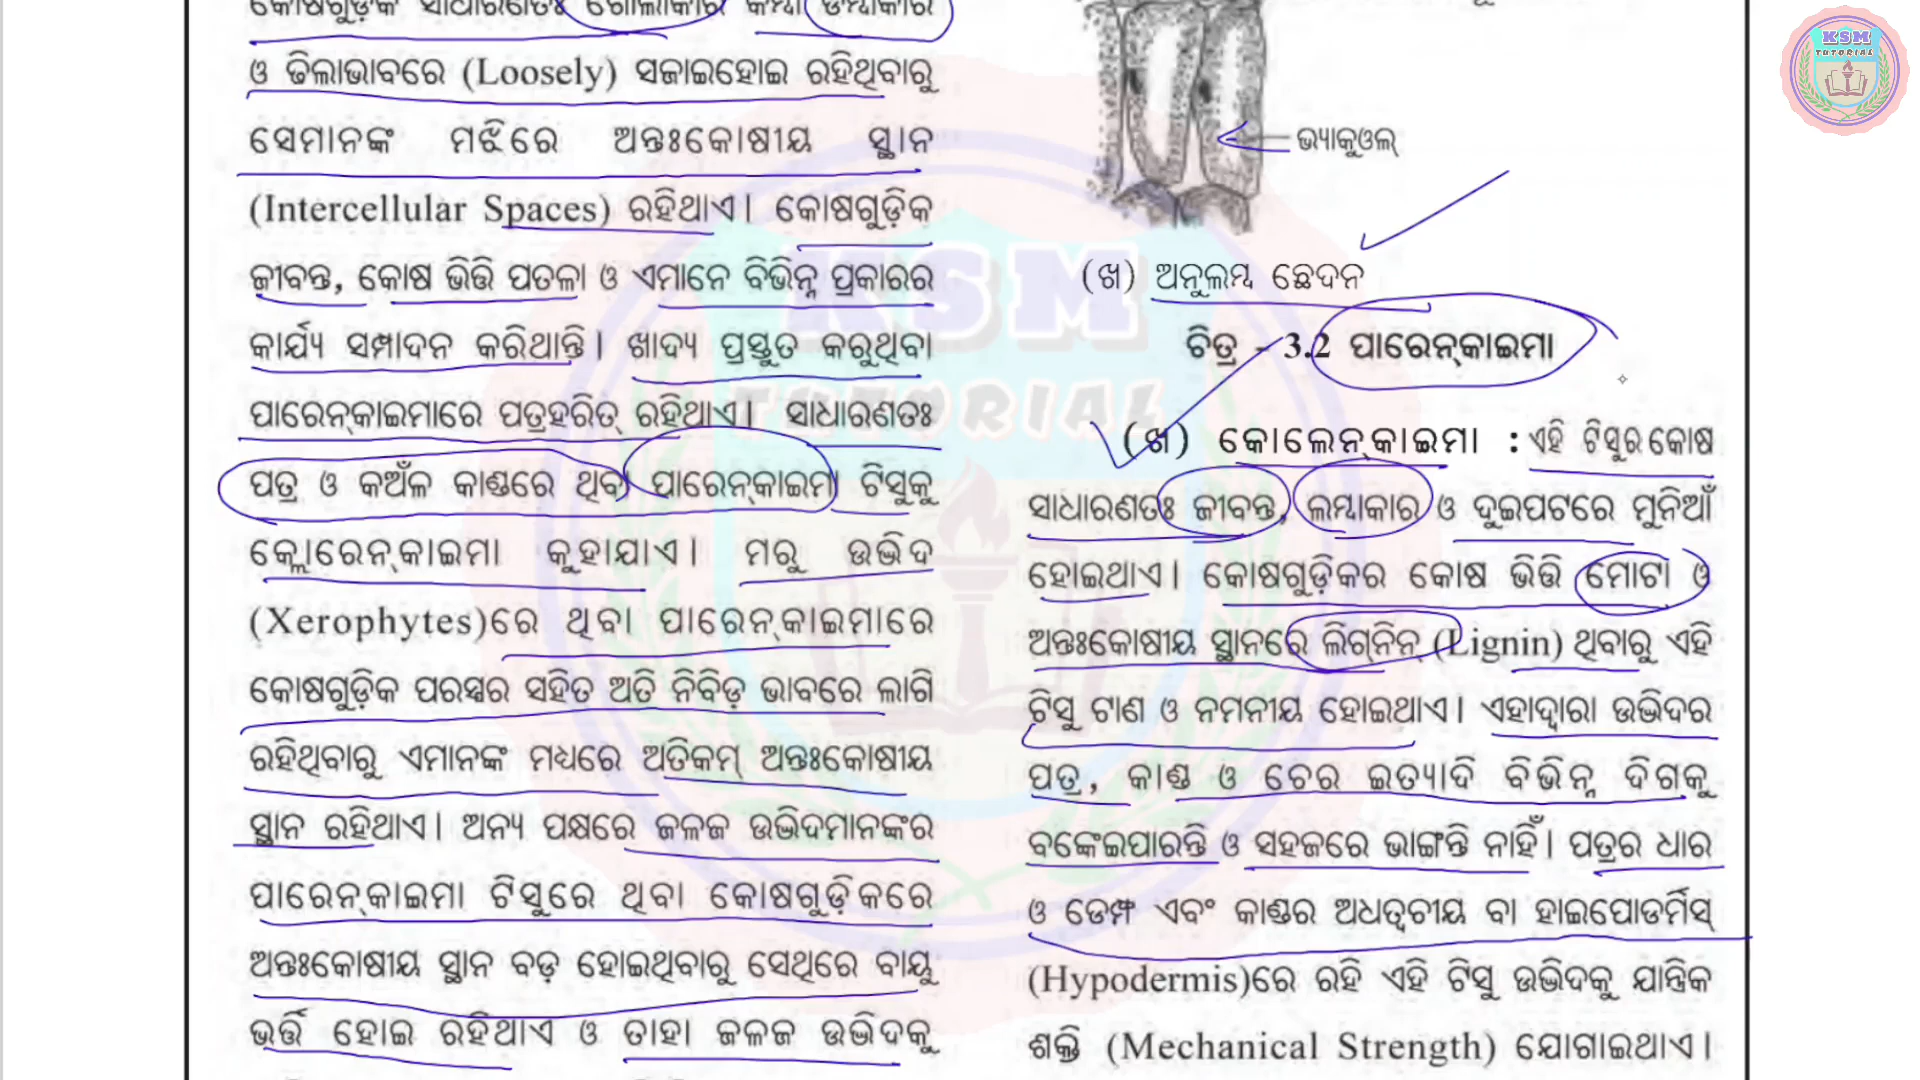 କୋଷଗୁଡ଼ିକ ସାଧାରଣତଃ ଗୋଲାକାର କିମ୍ବା ଡିମ୍ବାକାର
ଓ ଢିଲାଭାବରେ (Loosely) ସଜାଇହୋଇ ରହିଥିବାରୁ
ସେମାନଙ୍କ ମଝିରେ ଅନ୍ତଃକୋଷୀୟ ସ୍ଥାନ
(Intercellular Spaces) ରହିଥାଏ। କୋଷଗୁଡ଼ିକ
ଜୀବନ୍ତ, କୋଷ ଭିତ୍ତି ପତଳା ଓ ଏମାନେ ବିଭିନ୍ନ ପ୍ରକାରର
କାର୍ଯ୍ୟ ସମ୍ପାଦନ କରିଥାନ୍ତି। ଖାଦ୍ୟ ପ୍ରସ୍ତୁତ କରୁଥିବା
ପାରେନ୍‌କାଇମାରେ ପତ୍ରହରିତ୍ ରହିଥାଏ। ସାଧାରଣତଃ
ପତ୍ର ଓ କଅଁଳ କାଣ୍ଡରେ ଥିବା ପାରେନ୍‌କାଇମା ଟିସୁକୁ
କ୍ଲୋରେନ୍‌କାଇମା କୁହାଯାଏ। ମରୁ ଉଦ୍ଭିଦ
(Xerophytes)ରେ ଥିବା ପାରେନ୍‌କାଇମାରେ
କୋଷଗୁଡ଼ିକ ପରସ୍ପର ସହିତ ଅତି ନିବିଡ଼ ଭାବରେ ଲାଗି
ରହିଥିବାରୁ ଏମାନଙ୍କ ମଧ୍ୟରେ ଅତିକମ୍ ଅନ୍ତଃକୋଷୀୟ
ସ୍ଥାନ ରହିଥାଏ। ଅନ୍ୟ ପକ୍ଷରେ ଜଳଜ ଉଦ୍ଭିଦମାନଙ୍କର
ପାରେନ୍‌କାଇମା ଟିସୁରେ ଥିବା କୋଷଗୁଡ଼ିକରେ
ଅନ୍ତଃକୋଷୀୟ ସ୍ଥାନ ବଡ଼ ହୋଇଥିବାରୁ ସେଥିରେ ବାୟୁ
ଭର୍ତ୍ତି ହୋଇ ରହିଥାଏ ଓ ତାହା ଜଳଜ ଉଦ୍ଭିଦକୁ
ଭ୍ୟାକୁଓଲ୍
(ଖ) ଅନୁଲମ୍ବ ଛେଦନ
ଚିତ୍ର - 3.2 ପାରେନ୍‌କାଇମା
(ଖ) କୋଲେନ୍‌କାଇମା : ଏହି ଟିସୁର କୋଷ
ସାଧାରଣତଃ ଜୀବନ୍ତ, ଲମ୍ବାକାର ଓ ଦୁଇପଟରେ ମୁନିଆଁ
ହୋଇଥାଏ। କୋଷଗୁଡ଼ିକର କୋଷ ଭିତ୍ତି ମୋଟା ଓ
ଅନ୍ତଃକୋଷୀୟ ସ୍ଥାନରେ ଲିଗ୍‌ନିନ୍ (Lignin) ଥିବାରୁ ଏହି
ଟିସୁ ଟାଣ ଓ ନମନୀୟ ହୋଇଥାଏ। ଏହାଦ୍ୱାରା ଉଦ୍ଭିଦର
ପତ୍ର, କାଣ୍ଡ ଓ ଚେର ଇତ୍ୟାଦି ବିଭିନ୍ନ ଦିଗକୁ
ବଙ୍କେଇପାରନ୍ତି ଓ ସହଜରେ ଭାଙ୍ଗନ୍ତି ନାହିଁ। ପତ୍ରର ଧାର
ଓ ଡେମ୍ଫ ଏବଂ କାଣ୍ଡର ଅଧଃତ୍ୱଚୀୟ ବା ହାଇପୋଡର୍ମିସ୍
(Hypodermis)ରେ ରହି ଏହି ଟିସୁ ଉଦ୍ଭିଦକୁ ଯାନ୍ତ୍ରିକ
ଶକ୍ତି (Mechanical Strength) ଯୋଗାଇଥାଏ।
KSM
TUTORIAL
KSM
TUTORIAL